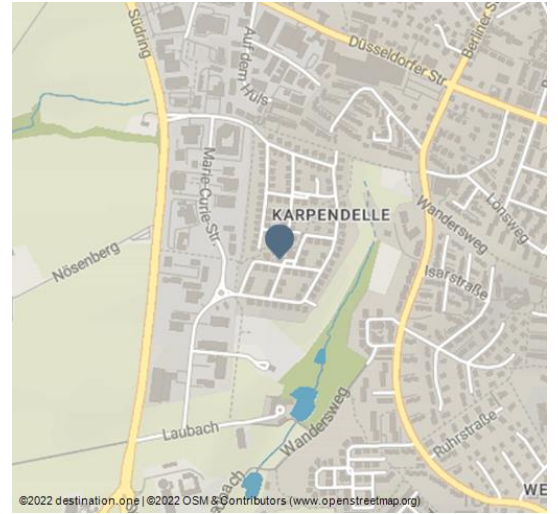 Südring
Auf dem Hüls
Düsseldorfer Str.
Berliner Str.
Marie-Curie-Str.
KARPENDELLE
Wandersweg
Lönsweg
Nösenberg
Isarstraße
Laubach
Wandersweg
Ruhrstraße
WE
©2022 destination.one | ©2022 OSM & Contributors (www.openstreetmap.org)